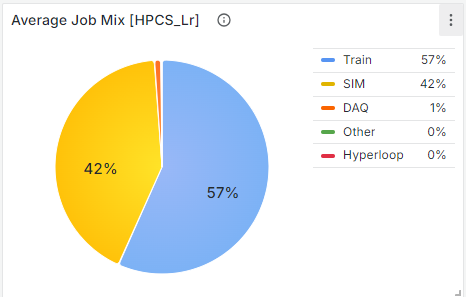 Average Job Mix [HPCS_Lr]
Train 57%
SIM 42%
DAQ 1%
Other 0%
Hyperloop 0%
42%
57%